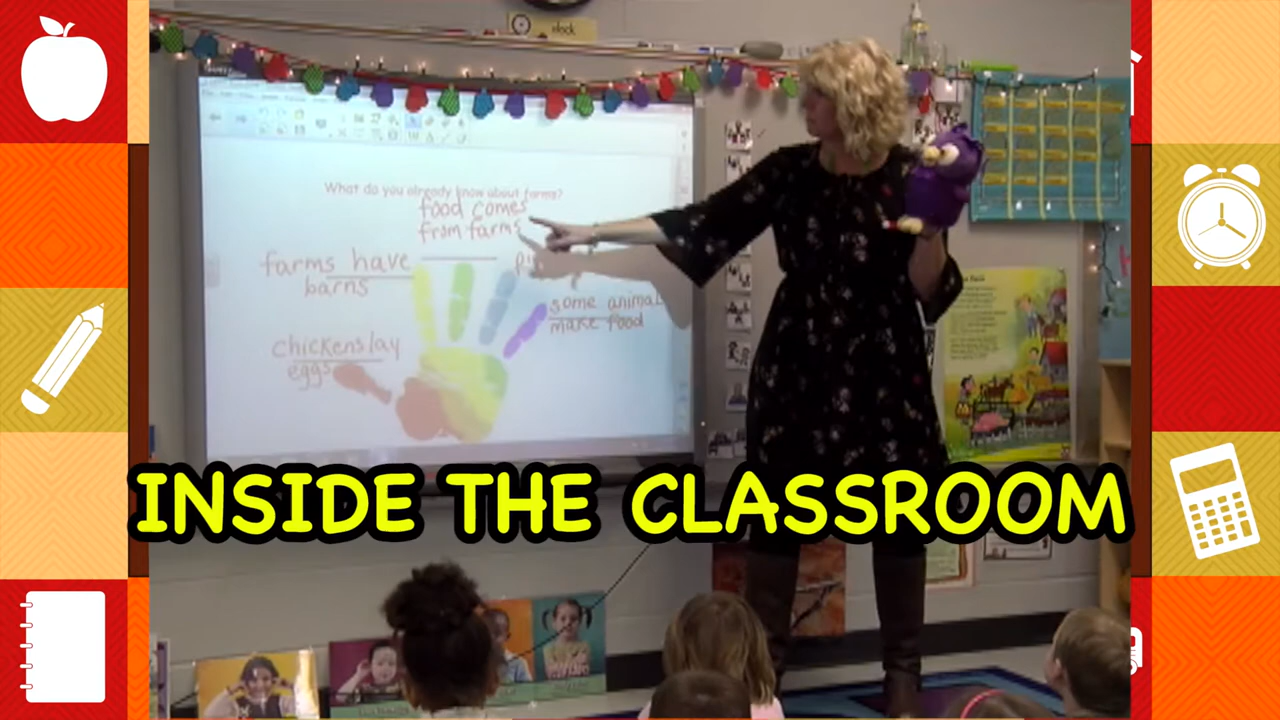 clock
What do you already know about farms?
food comes
from farms
farms have
barns
some animal
make food
chickens lay
eggs
INSIDE THE CLASSROOM